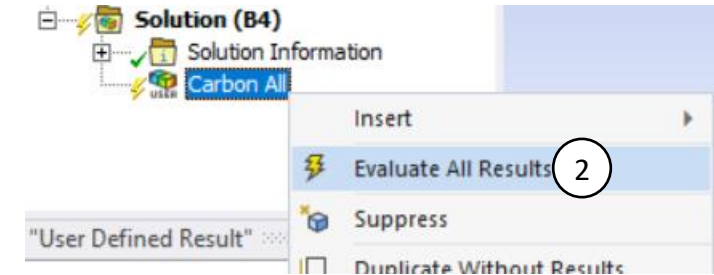 Solution (B4)
Solution Information
USER Carbon All
Insert
Evaluate All Results 2
Suppress
"User Defined Result"
Duplicate Without Results